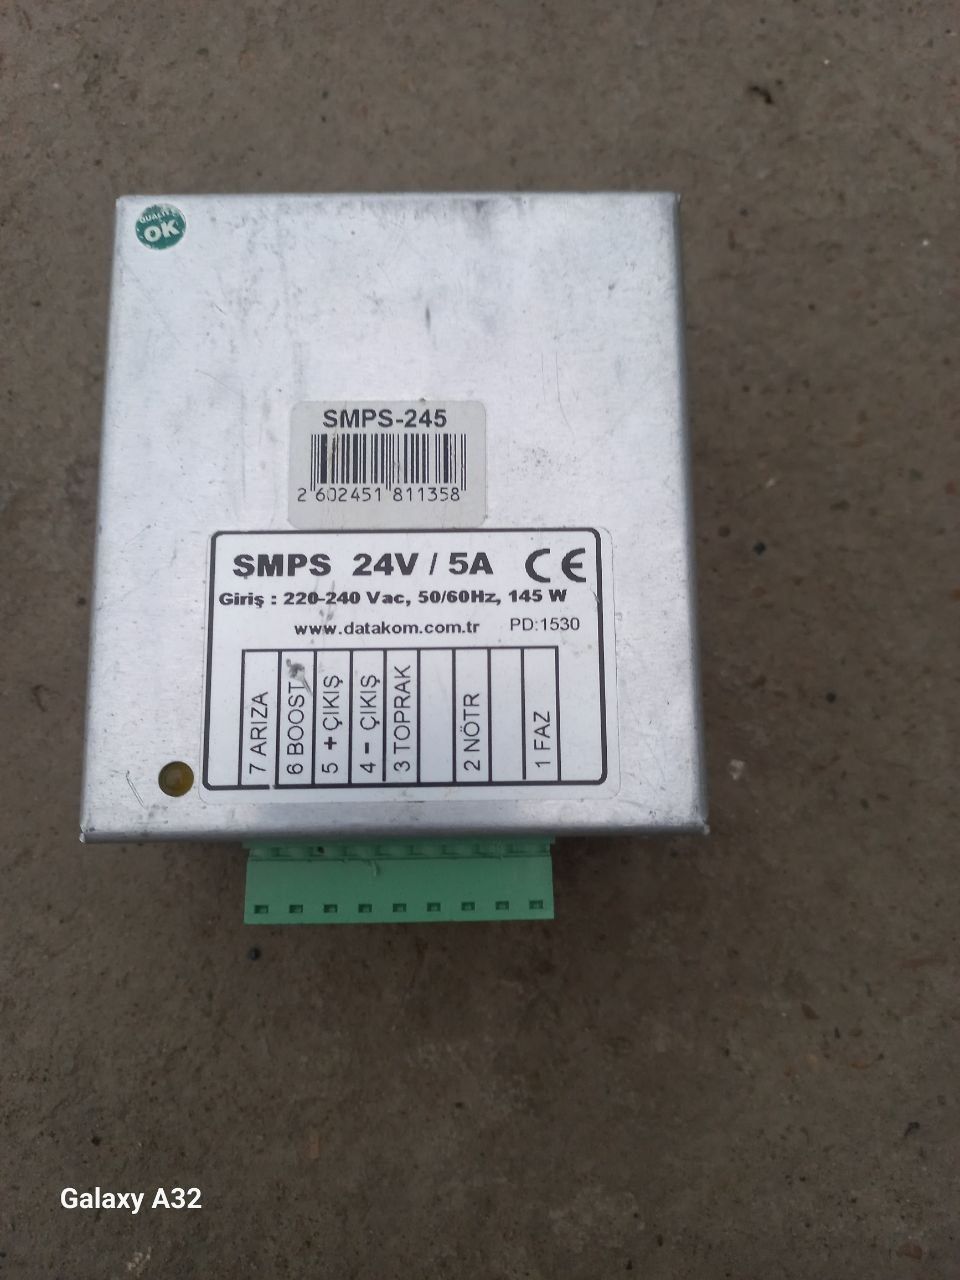 QUALITY
OK
SMPS-245
2 602451 811358
SMPS 24V / 5A CE
Giriş : 220-240 Vac, 50/60Hz, 145 W
www.datakom.com.tr PD:1530
7 ARIZA
6 BOOST
5 + ÇIKIŞ
4 - ÇIKIŞ
3 TOPRAK
2 NÖTR
1 FAZ
Galaxy A32